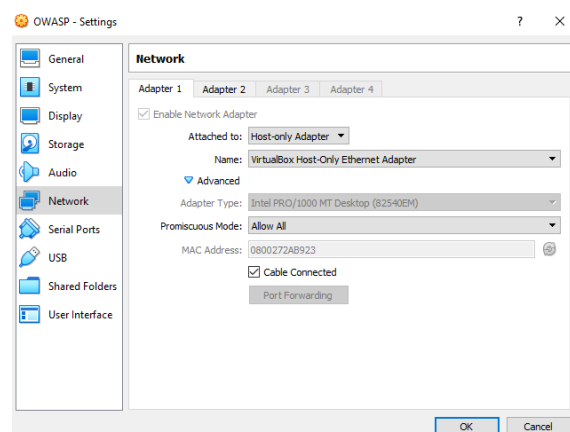 OWASP - Settings
? ×
General
System
Display
Storage
Audio
Network
Serial Ports
USB
Shared Folders
User Interface
Network
Adapter 1 Adapter 2 Adapter 3 Adapter 4
Enable Network Adapter
Attached to: Host-only Adapter
Name: VirtualBox Host-Only Ethernet Adapter
Advanced
Adapter Type: Intel PRO/1000 MT Desktop (82540EM)
Promiscuous Mode: Allow All
MAC Address: 0800272AB923
Cable Connected
Port Forwarding
OK Cancel